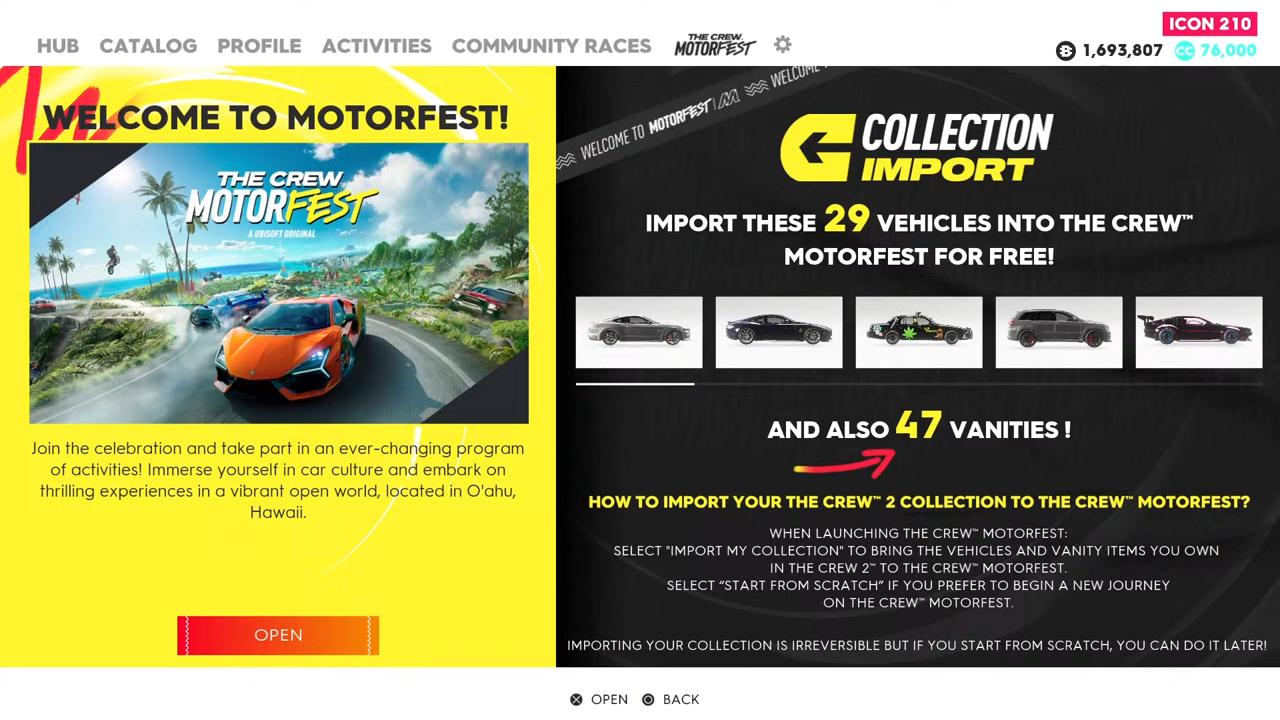 HUB CATALOG PROFILE ACTIVITIES COMMUNITY RACES THE CREW MOTORFEST
ICON 210
1,693,807 CC 76,000
WELCOME TO MOTORFEST!
THE CREW
MOTORFEST
A UBISOFT ORIGINAL
Join the celebration and take part in an ever-changing program
of activities! Immerse yourself in car culture and embark on
thrilling experiences in a vibrant open world, located in O'ahu,
Hawaii.
OPEN
WELCOME TO MOTORFEST WELCOME
COLLECTION
IMPORT
IMPORT THESE 29 VEHICLES INTO THE CREW™
MOTORFEST FOR FREE!
AND ALSO 47 VANITIES !
HOW TO IMPORT YOUR THE CREW™ 2 COLLECTION TO THE CREW™ MOTORFEST?
WHEN LAUNCHING THE CREW™ MOTORFEST:
SELECT "IMPORT MY COLLECTION" TO BRING THE VEHICLES AND VANITY ITEMS YOU OWN
IN THE CREW 2™ TO THE CREW™ MOTORFEST.
SELECT “START FROM SCRATCH” IF YOU PREFER TO BEGIN A NEW JOURNEY
ON THE CREW™ MOTORFEST.
IMPORTING YOUR COLLECTION IS IRREVERSIBLE BUT IF YOU START FROM SCRATCH, YOU CAN DO IT LATER!
OPEN BACK